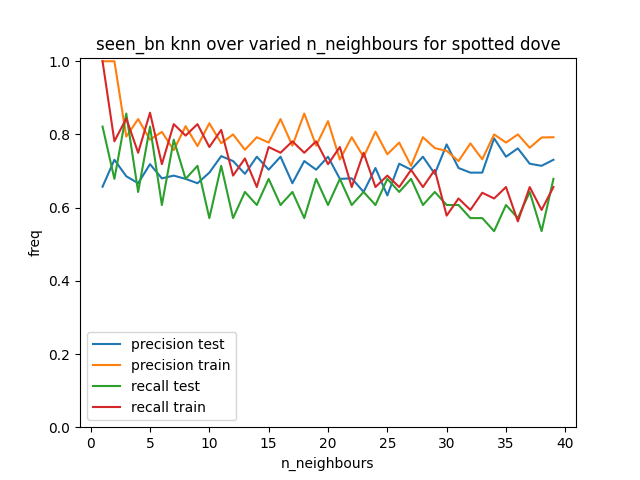 seen_bn knn over varied n_neighbours for spotted dove
1.0
0.8
0.6
0.4
0.2
0.0
freq
precision test
precision train
recall test
recall train
0 5 10 15 20 25 30 35 40
n_neighbours